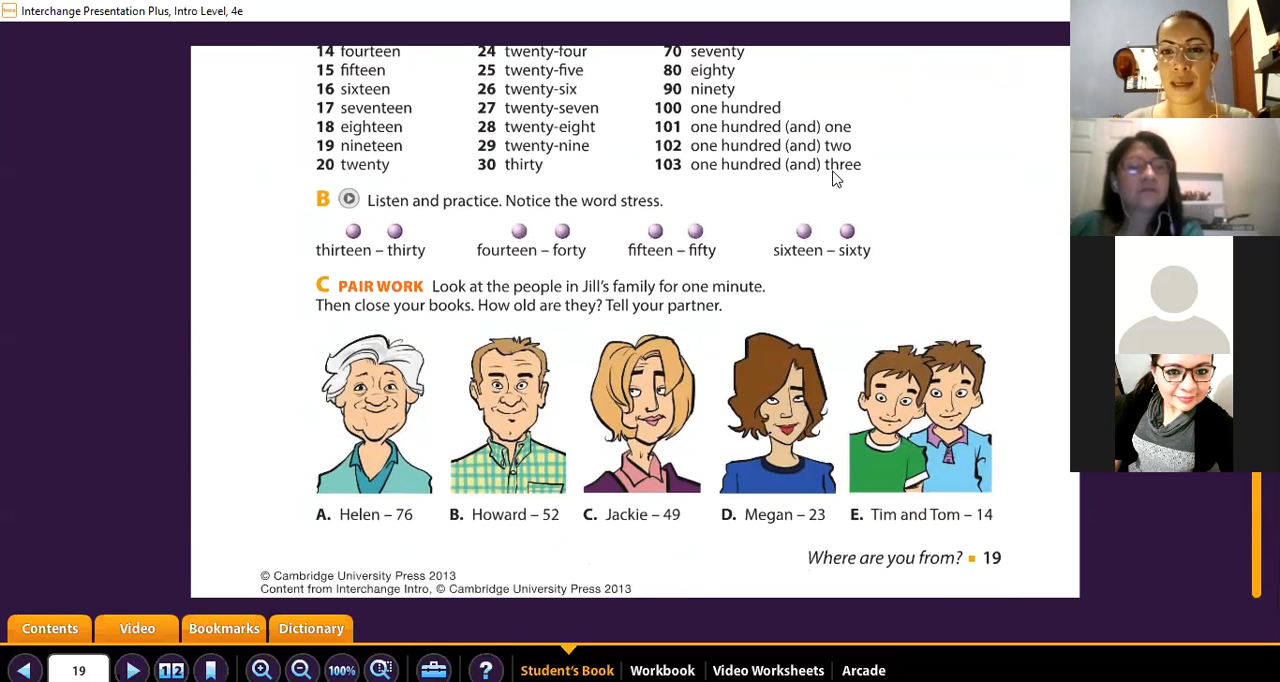 Interchange Presentation Plus, Intro Level, 4e
14 fourteen 24 twenty-four 70 seventy
15 fifteen 25 twenty-five 80 eighty
16 sixteen 26 twenty-six 90 ninety
17 seventeen 27 twenty-seven 100 one hundred
18 eighteen 28 twenty-eight 101 one hundred (and) one
19 nineteen 29 twenty-nine 102 one hundred (and) two
20 twenty 30 thirty 103 one hundred (and) three
B Listen and practice. Notice the word stress.
thirteen – thirty fourteen – forty fifteen – fifty sixteen – sixty
C PAIR WORK Look at the people in Jill's family for one minute.
Then close your books. How old are they? Tell your partner.
A. Helen – 76 B. Howard – 52 C. Jackie – 49 D. Megan – 23 E. Tim and Tom – 14
Where are you from? ■ 19
© Cambridge University Press 2013
Content from Interchange Intro, © Cambridge University Press 2013
Contents Video Bookmarks Dictionary
19 1 2 100% ? Student's Book Workbook Video Worksheets Arcade